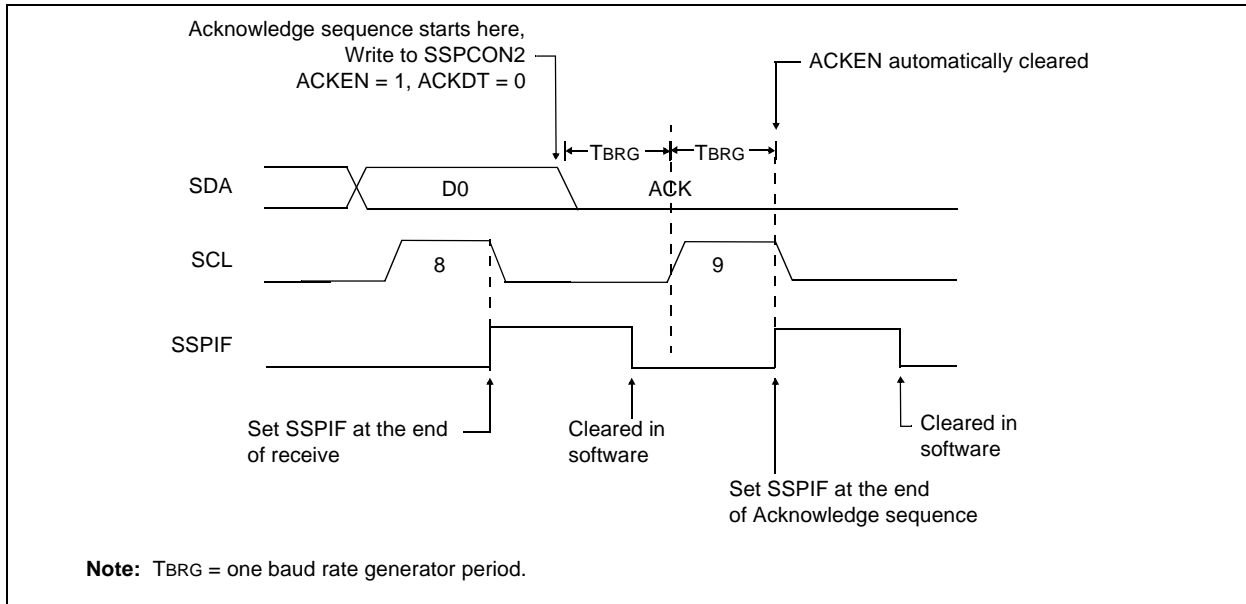 Acknowledge sequence starts here,
Write to SSPCON2
ACKEN = 1, ACKDT = 0
ACKEN automatically cleared
TBRG
TBRG
SDA
D0
ACK
SCL
8
9
SSPIF
Set SSPIF at the end
of receive
Cleared in
software
Set SSPIF at the end
of Acknowledge sequence
Cleared in
software
Note: TBRG = one baud rate generator period.